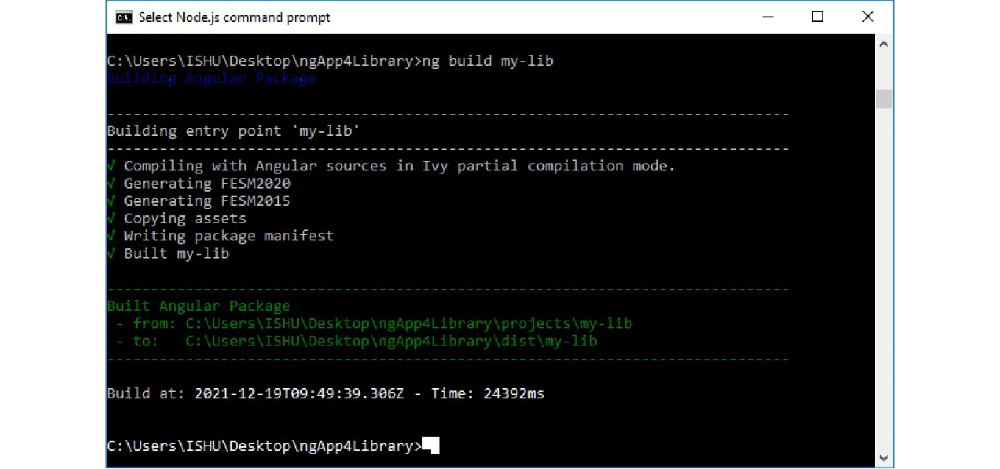 Select Node.js command prompt
C:\Users\ISHU\Desktop\ngApp4Library>ng build my-lib
Building Angular Package
------------------------------------------------------------------------------
Building entry point 'my-lib'
------------------------------------------------------------------------------
√ Compiling with Angular sources in Ivy partial compilation mode.
√ Generating FESM2020
√ Generating FESM2015
√ Copying assets
√ Writing package manifest
√ Built my-lib
------------------------------------------------------------------------------
Built Angular Package
 - from: C:\Users\ISHU\Desktop\ngApp4Library\projects\my-lib
 - to:   C:\Users\ISHU\Desktop\ngApp4Library\dist\my-lib
------------------------------------------------------------------------------
Build at: 2021-12-19T09:49:39.306Z - Time: 24392ms
C:\Users\ISHU\Desktop\ngApp4Library>